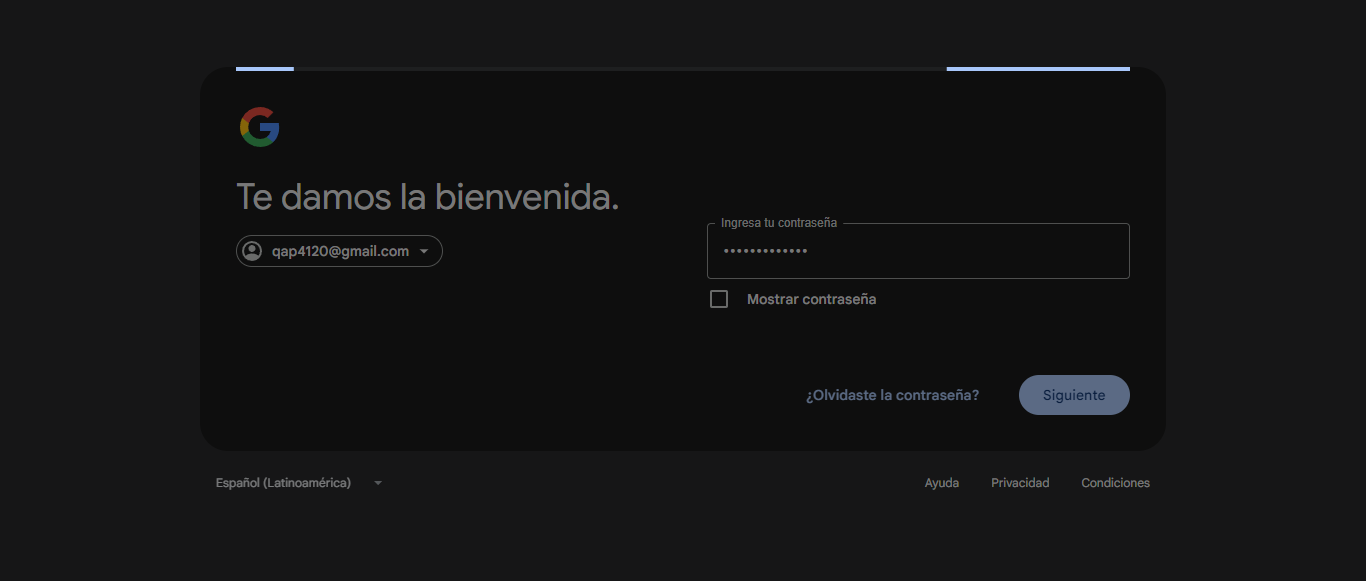 Te damos la bienvenida.
qap4120@gmail.com
Ingresa tu contraseña
•••••••••••••
Mostrar contraseña
¿Olvidaste la contraseña?
Siguiente
Español (Latinoamérica)
Ayuda
Privacidad
Condiciones